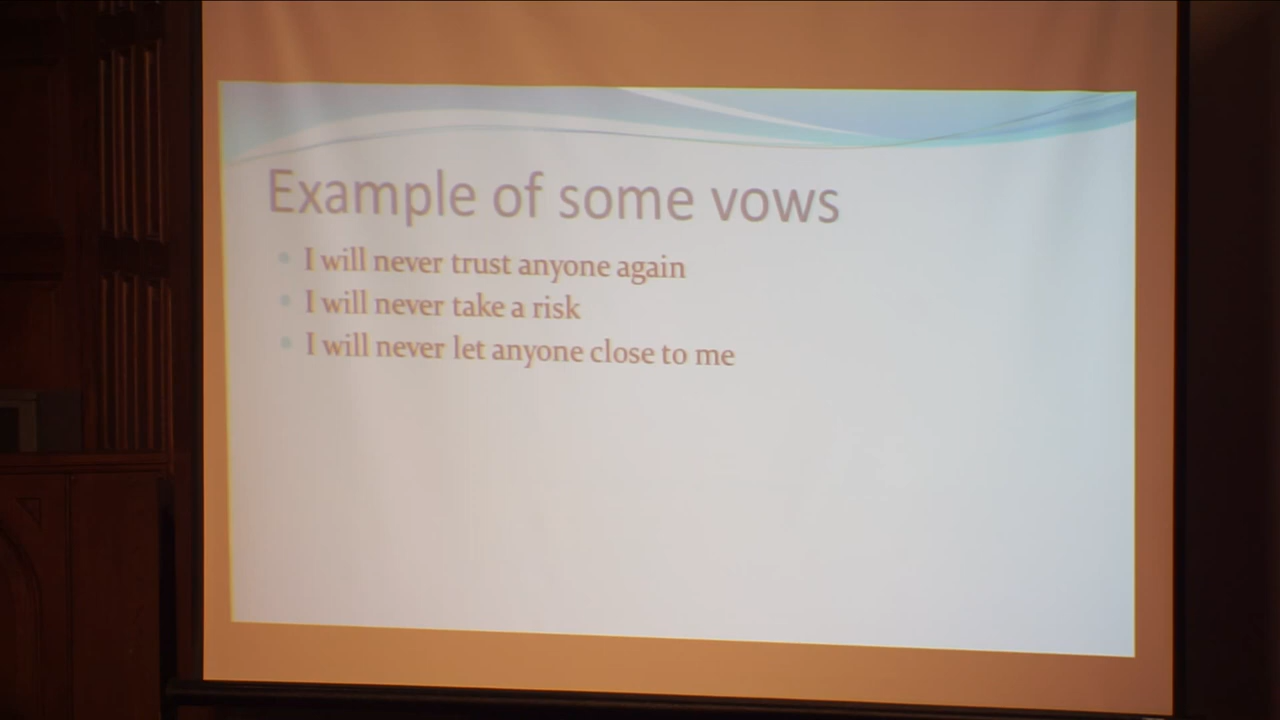 Example of some vows
I will never trust anyone again
I will never take a risk
I will never let anyone close to me